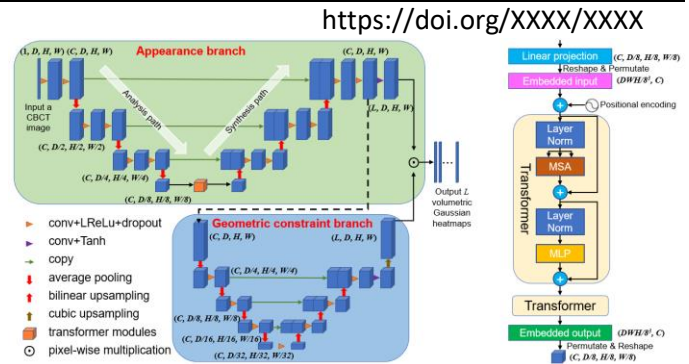 https://doi.org/XXXX/XXXX
Appearance branch
(1, D, H, W) (C, D, H, W)
(C, D, H, W)
Input a
CBCT
image
Analysis path
Synthesis path
(L, D, H, W)
(C, D/2, H/2, W/2)
(C, D/4, H/4, W/4)
(C, D/8, H/8, W/8)
Output L
volumetric
Gaussian
heatmaps
Geometric constraint branch
(C, D, H, W)
(L, D, H, W)
(C, D/4, H/4, W/4)
(C, D/8, H/8, W/8)
(C, D/16, H/16, W/16)
(C, D/32, H/32, W/32)
conv+LReLu+dropout
conv+Tanh
copy
average pooling
bilinear upsampling
cubic upsampling
transformer modules
pixel-wise multiplication
Linear projection
(C, D/8, H/8, W/8)
Reshape & Permutate
Embedded input
(DWH/8³, C)
Positional encoding
Transformer
Layer
Norm
MSA
Layer
Norm
MLP
Transformer
Embedded output
(DWH/8³, C)
Permutate & Reshape
(C, D/8, H/8, W/8)